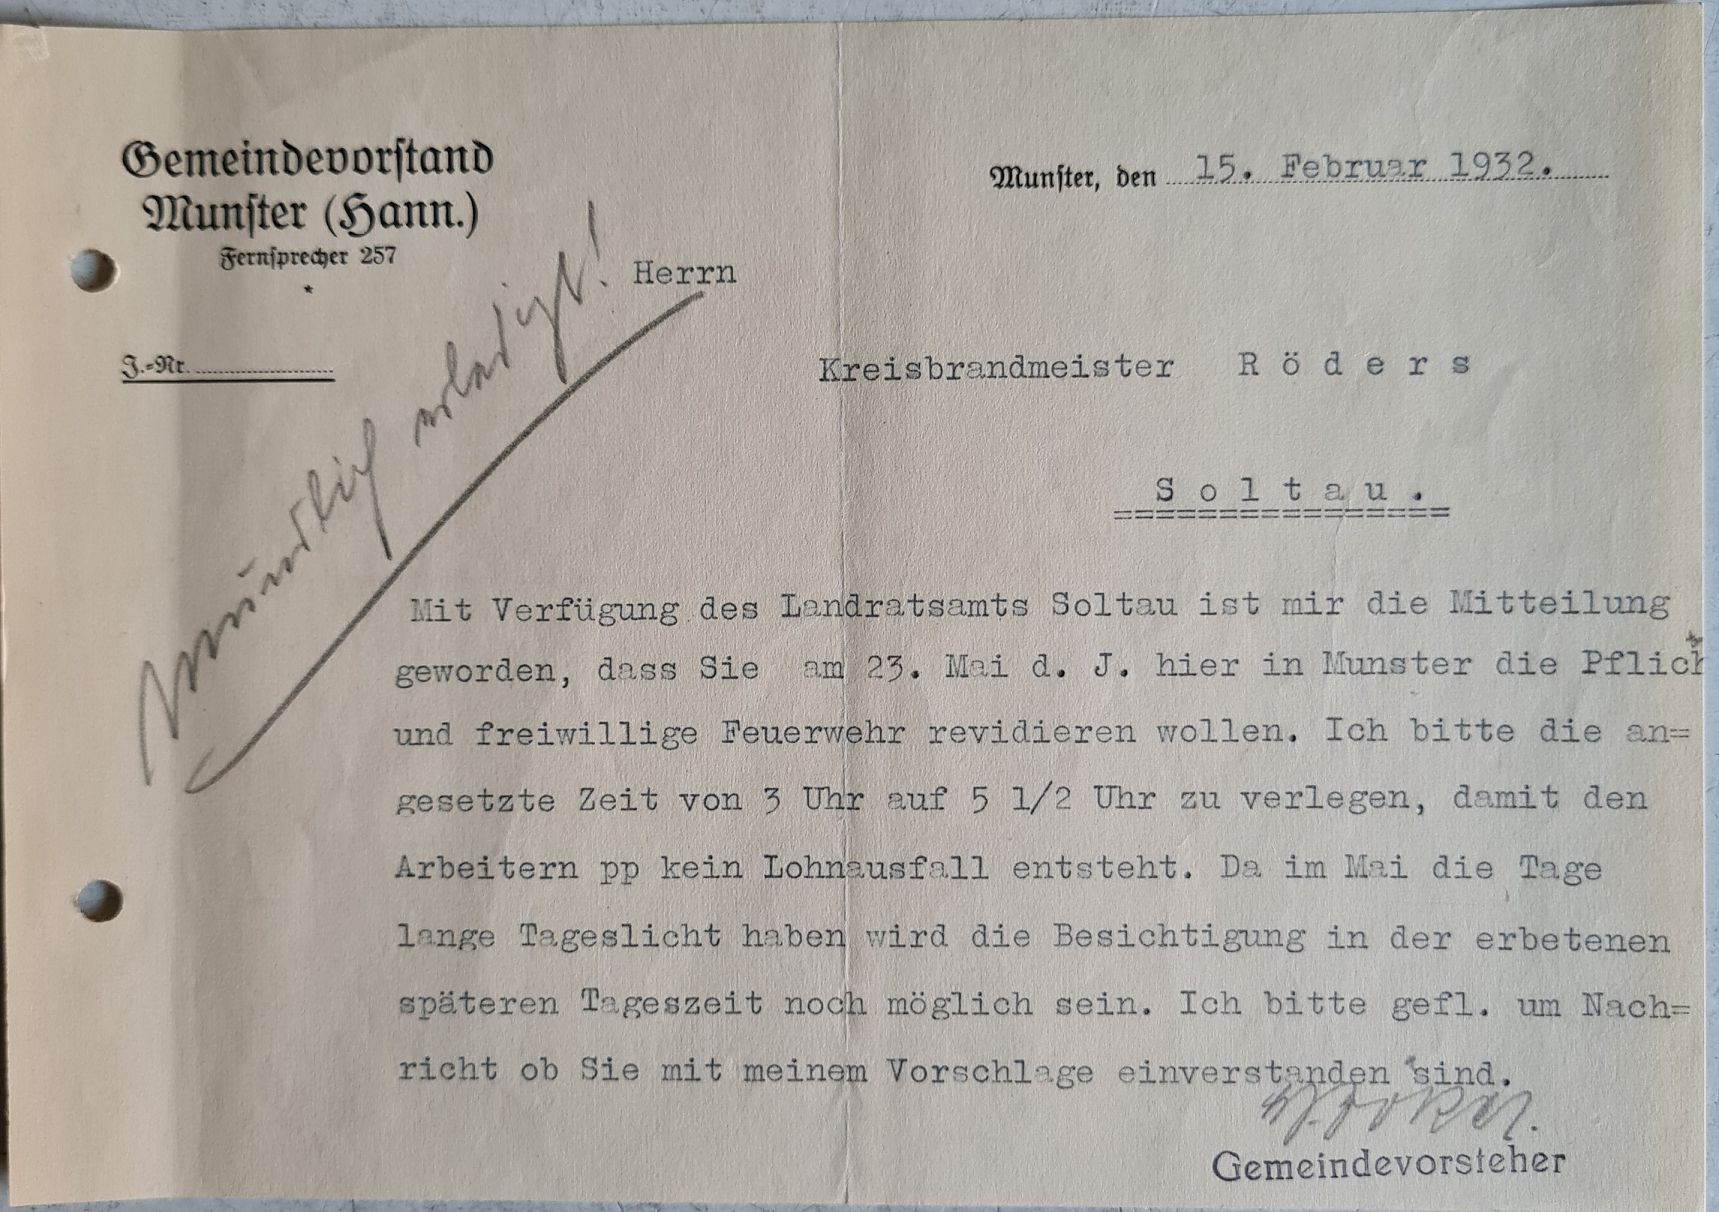 Gemeindevorstand
Munster (Hann.)
Fernsprecher 257
*
J.-Nr.
Munster, den 15. Februar 1932.
mündlich erledigt!
Herrn
Kreisbrandmeister R ö d e r s
S o l t a u .
================
Mit Verfügung des Landratsamts Soltau ist mir die Mitteilung
geworden, dass Sie am 23. Mai d. J. hier in Munster die Pflicht
und freiwillige Feuerwehr revidieren wollen. Ich bitte die an=
gesetzte Zeit von 3 Uhr auf 5 1/2 Uhr zu verlegen, damit den
Arbeitern pp kein Lohnausfall entsteht. Da im Mai die Tage
lange Tageslicht haben wird die Besichtigung in der erbetenen
späteren Tageszeit noch möglich sein. Ich bitte gefl. um Nach=
richt ob Sie mit meinem Vorschlage einverstanden sind.
Gemeindevorsteher